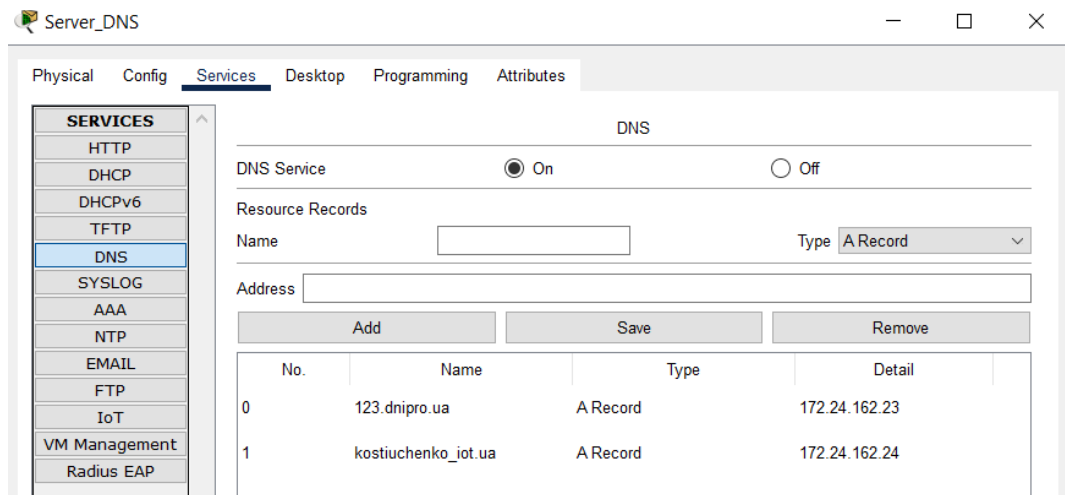 Server_DNS
Physical Config Services Desktop Programming Attributes
SERVICES
HTTP
DHCP
DHCPv6
TFTP
DNS
SYSLOG
AAA
NTP
EMAIL
FTP
IoT
VM Management
Radius EAP
DNS
DNS Service On Off
Resource Records
Name Type A Record
Address
Add Save Remove
No. Name Type Detail
0 123.dnipro.ua A Record 172.24.162.23
1 kostiuchenko_iot.ua A Record 172.24.162.24